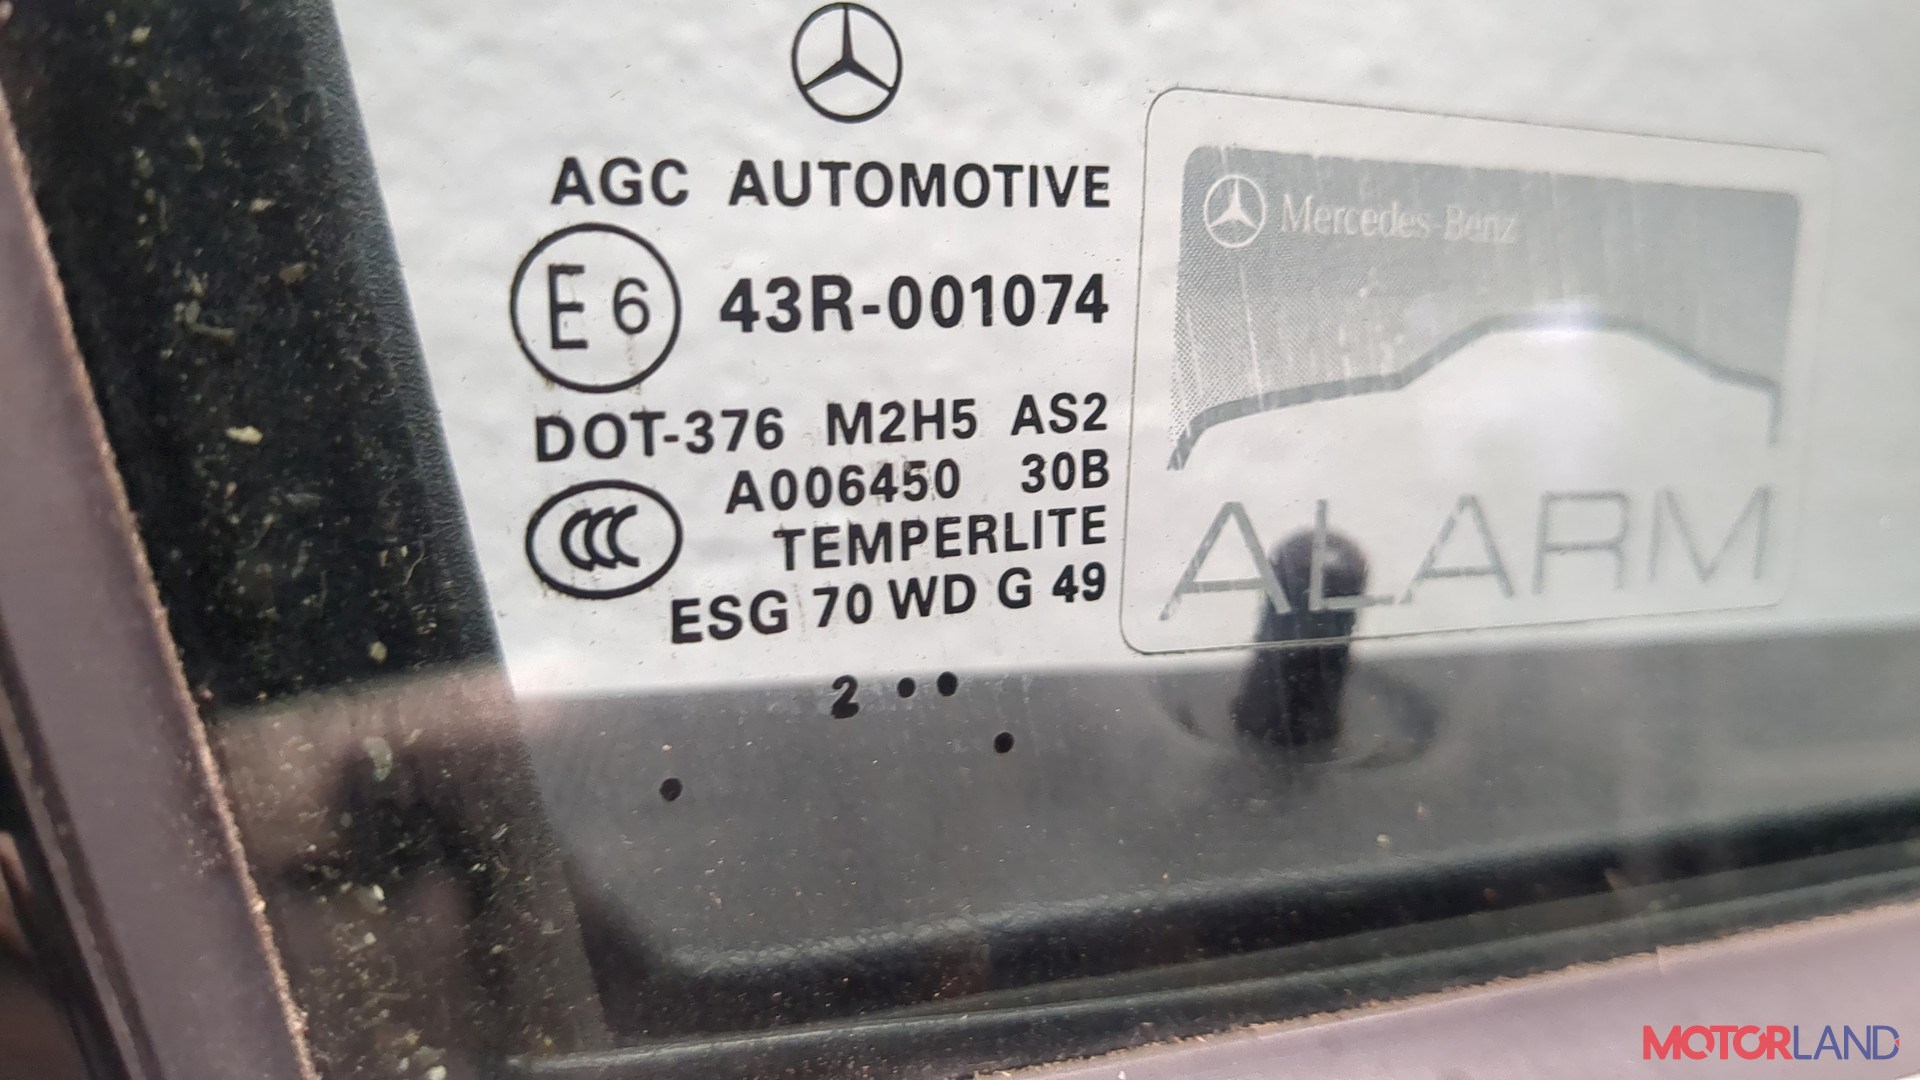 AGC AUTOMOTIVE
E6 43R-001074
DOT-376 M2H5 AS2
A006450 30B
CCC
TEMPERLITE
ESG 70 WD G 49
2 ••
Mercedes-Benz
ALARM
MOTORLAND